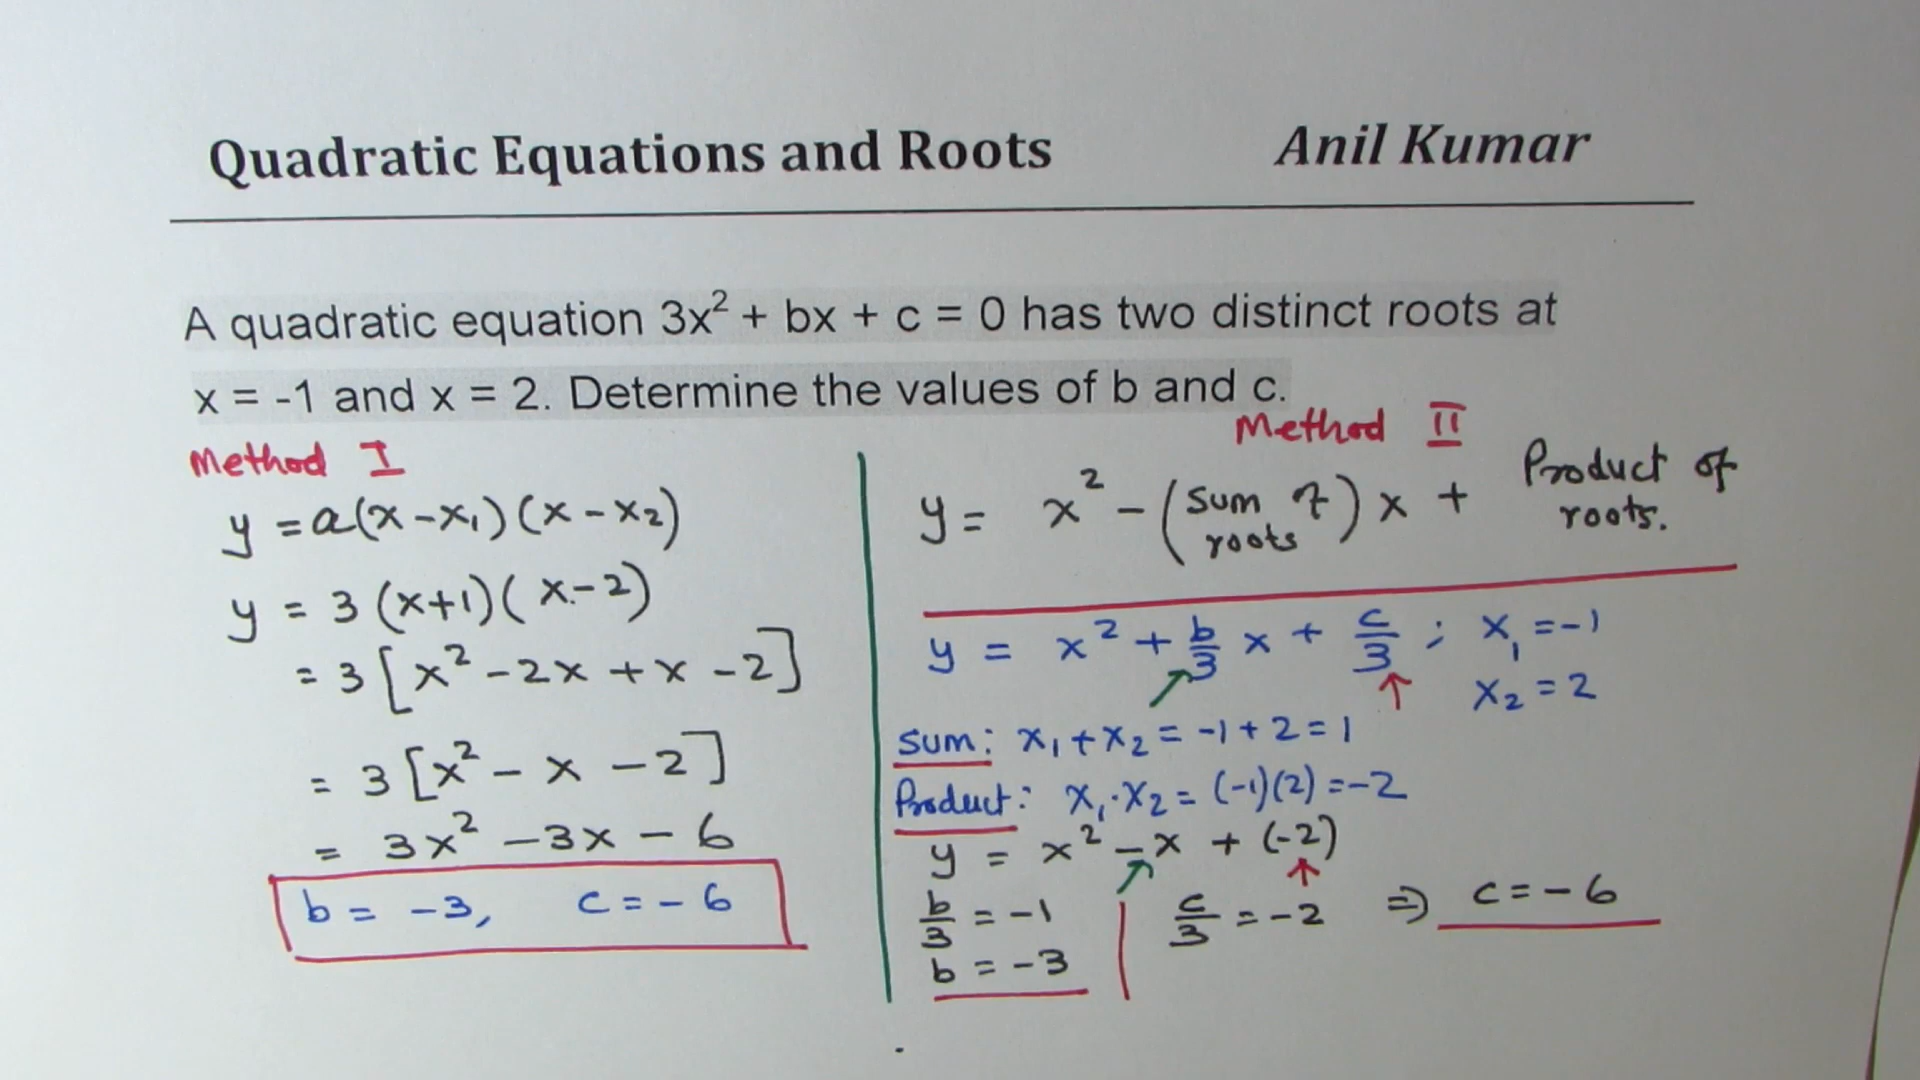 Quadratic Equations and Roots Anil Kumar
A quadratic equation 3x² + bx + c = 0 has two distinct roots at
x = -1 and x = 2. Determine the values of b and c.
Method I
y = a(x-x₁)(x-x₂)
y = 3(x+1)(x-2)
= 3[x²-2x+x-2]
= 3[x²-x-2]
= 3x²-3x-6
b = -3, c = -6
Method II
y = x² - (sum of roots)x + Product of roots.
y = x² + b/3 x + c/3 ; x₁ = -1
x₂ = 2
Sum: x₁+x₂ = -1+2 = 1
Product: x₁·x₂ = (-1)(2) = -2
y = x² - x + (-2)
b/3 = -1
b = -3
c/3 = -2 ⇒ c = -6